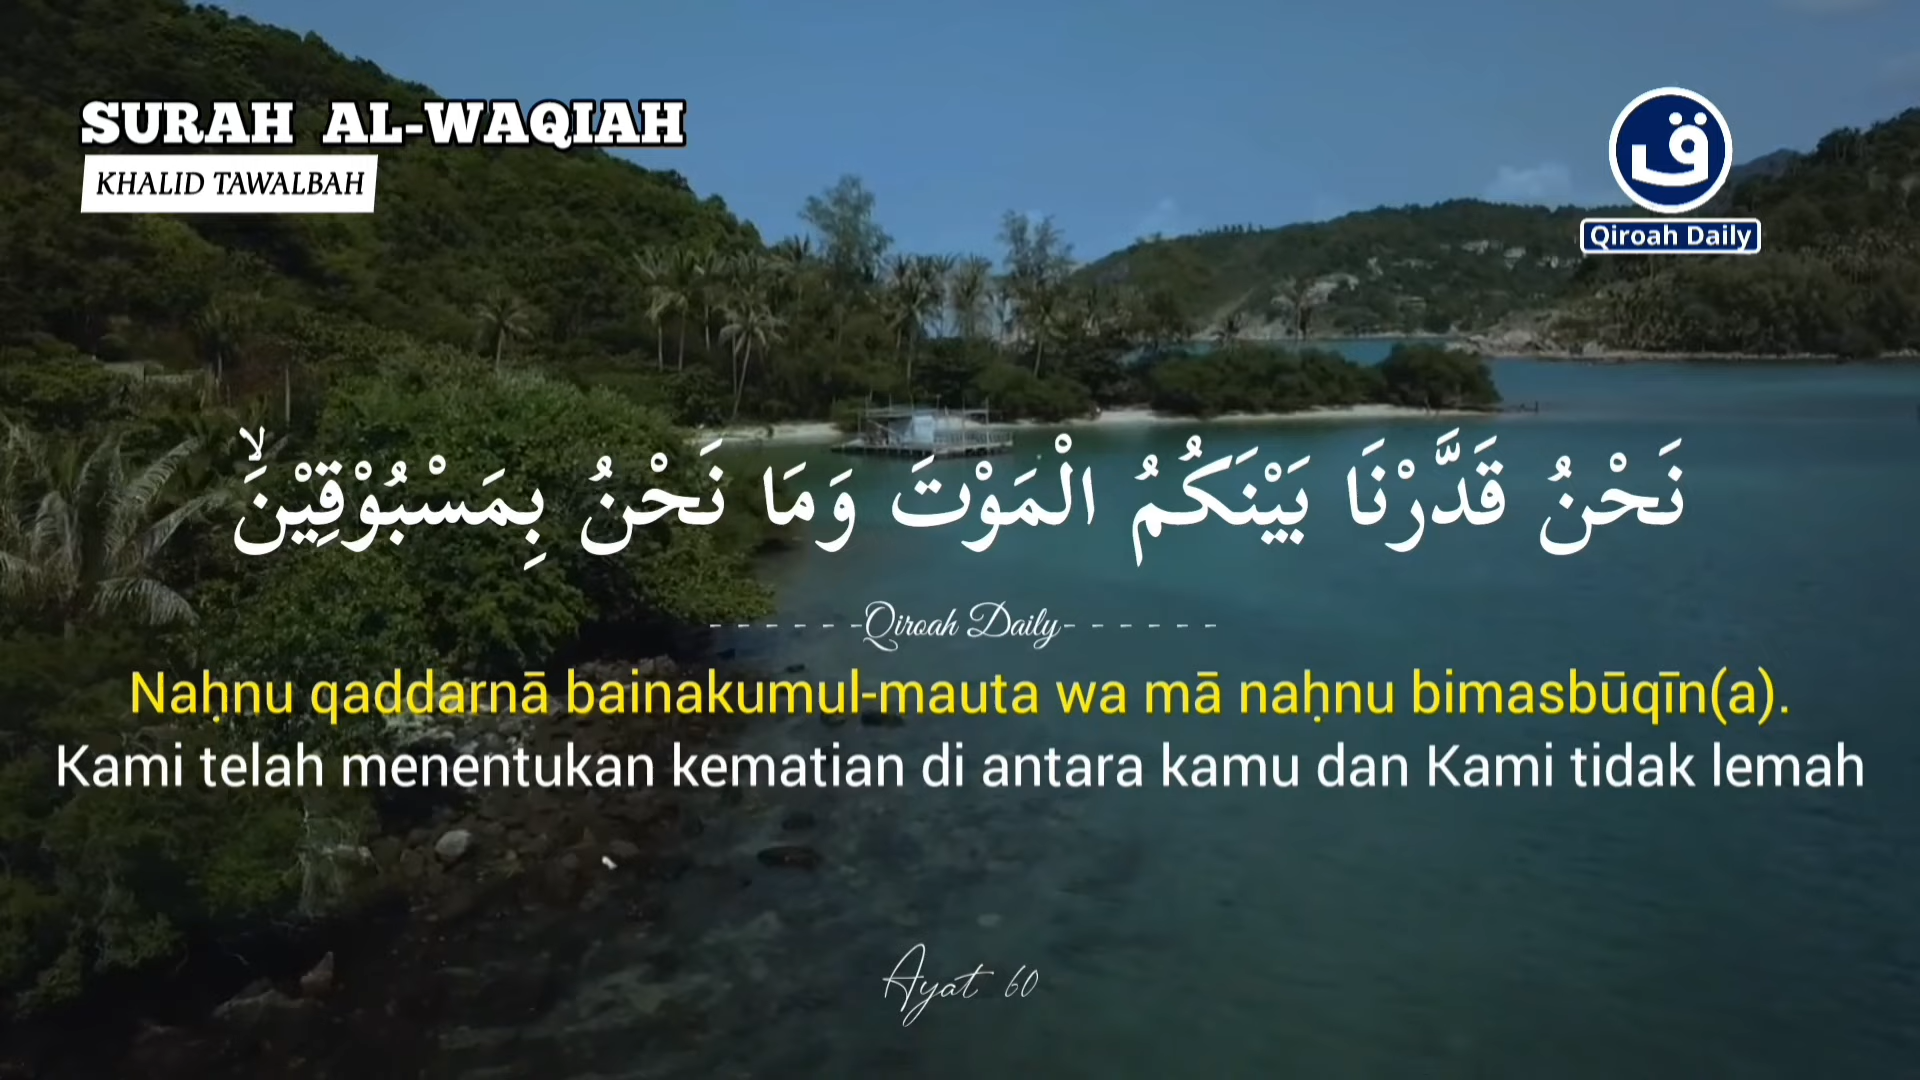 SURAH AL-WAQIAH
KHALID TAWALBAH
ق
Qiroah Daily
نَحْنُ قَدَّرْنَا بَيْنَكُمُ الْمَوْتَ وَمَا نَحْنُ بِمَسْبُوْقِيْنَۙ
- - - - - -Qiroah Daily- - - - - -
Naḥnu qaddarnā bainakumul-mauta wa mā naḥnu bimasbūqīn(a).
Kami telah menentukan kematian di antara kamu dan Kami tidak lemah
Ayat 60